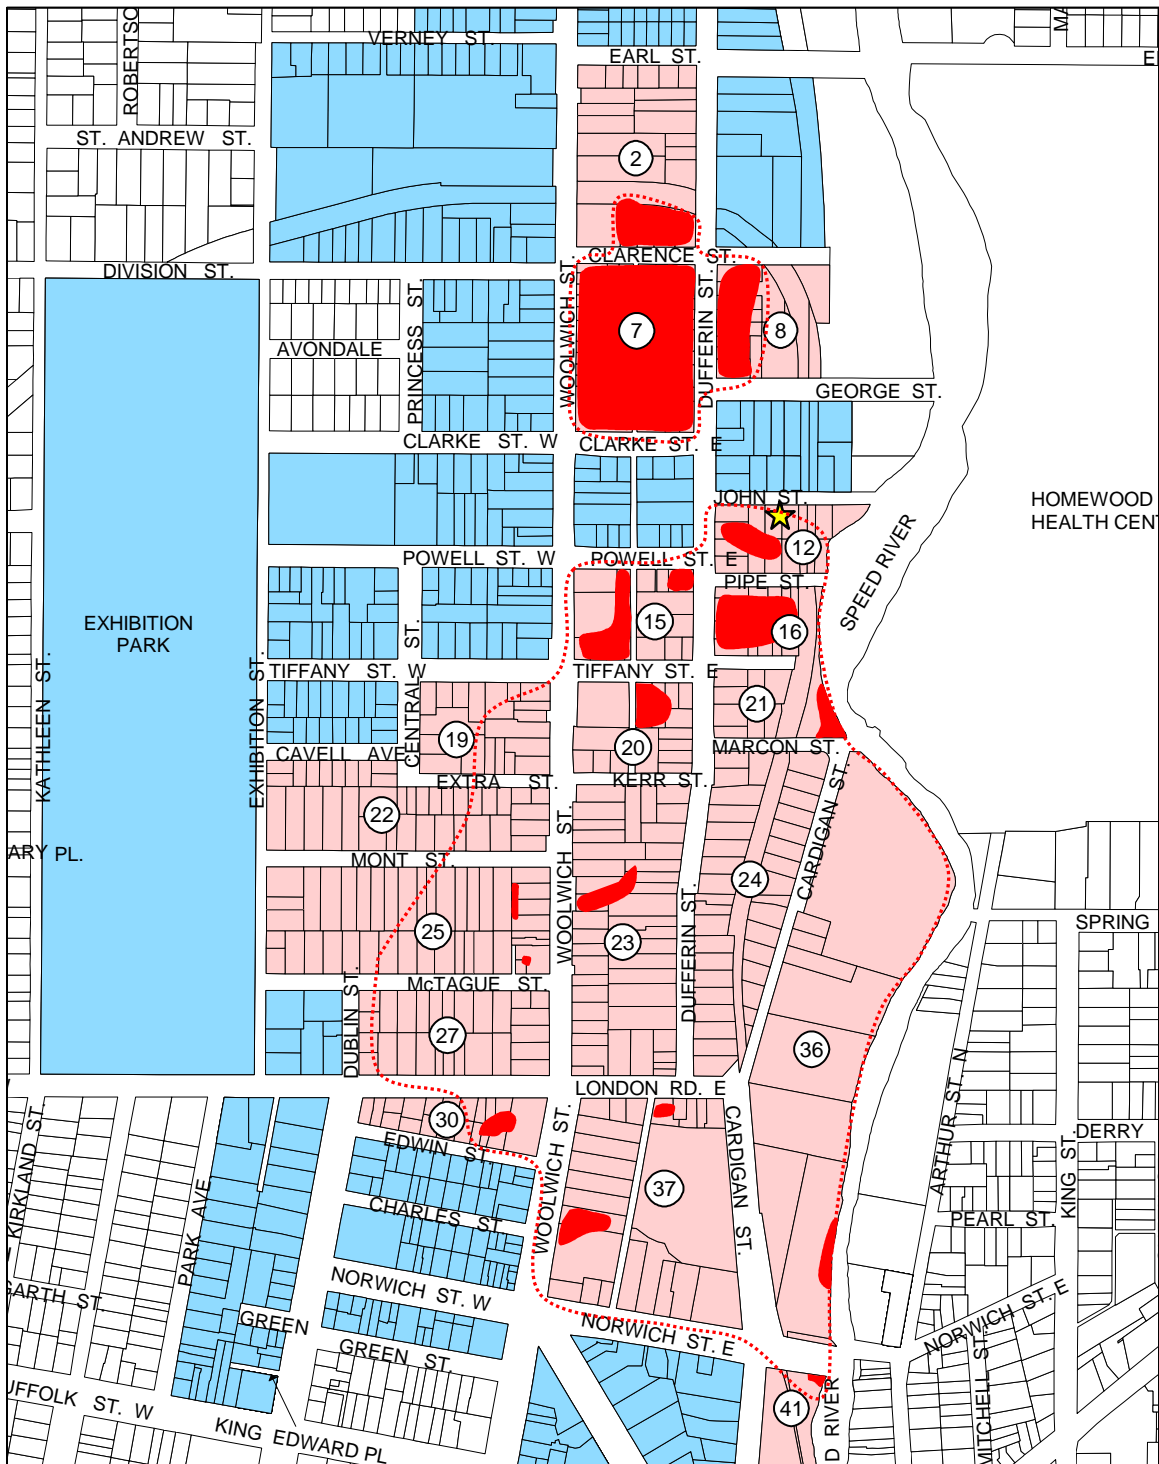 VERNEY ST.
EARL ST.
MA
E
ROBERTSO
ST. ANDREW ST.
2
CLARENCE ST.
DIVISION ST.
WOOLWICH ST.
DUFFERIN ST.
PRINCESS ST.
7
8
AVONDALE
GEORGE ST.
CLARKE ST. W
CLARKE ST. E
JOHN ST.
HOMEWOOD
HEALTH CENT
SPEED RIVER
12
POWELL ST. W
POWELL ST. E
PIPE ST.
EXHIBITION
PARK
15
16
TIFFANY ST. W
TIFFANY ST. E
CENTRAL ST.
KATHLEEN ST.
EXHIBITION ST.
21
19
20
CAVELL AVE
MARCON ST.
EXTRA ST.
KERR ST.
22
CARDIGAN ST.
WOOLWICH ST.
ARY PL.
MONT ST.
24
25
23
SPRING
DUFFERIN ST.
McTAGUE ST.
DUBLIN ST.
27
36
LONDON RD. E
30
EDWIN ST.
KIRKLAND ST.
CARDIGAN ST.
ARTHUR ST. N
KING ST.
DERRY
WOOLWICH ST.
37
CHARLES ST
PARK AVE
PEARL ST.
NORWICH ST. W
GARTH ST.
GREEN
GREEN ST.
NORWICH ST. E
NORWICH ST. E
MITCHELL ST.
UFFOLK ST. W
KING EDWARD PL
41
D RIVER